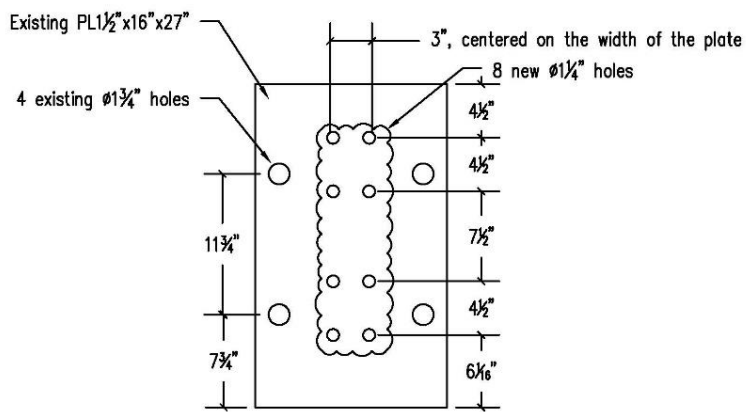 Existing PL1½"x16"x27"
3", centered on the width of the plate
8 new ø1¼" holes
4 existing ø1¾" holes
4½"
4½"
7½"
4½"
6⅟16"
11¾"
7¾"